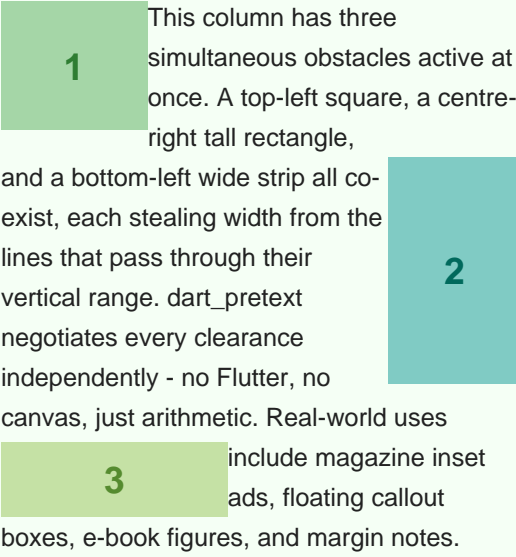 This column has three
1
simultaneous obstacles active at
once. A top-left square, a centre-
right tall rectangle,
and a bottom-left wide strip all co-
exist, each stealing width from the
lines that pass through their
2
vertical range. dart_pretext
negotiates every clearance
independently - no Flutter, no
canvas, just arithmetic. Real-world uses
include magazine inset
3
ads, floating callout
boxes, e-book figures, and margin notes.